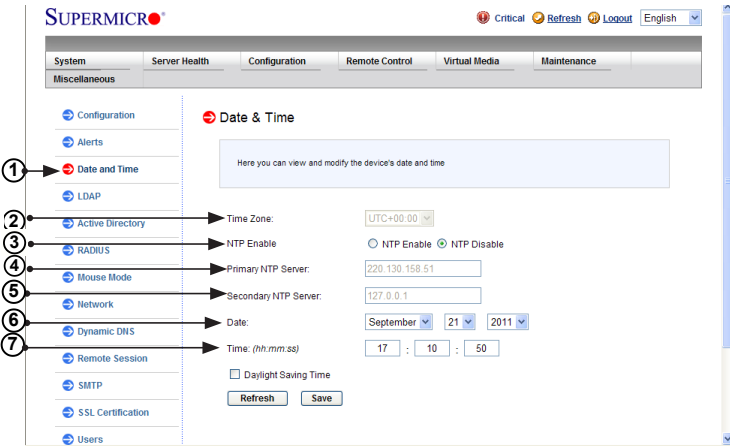 SUPERMICRO
Critical Refresh Logout English
System Server Health Configuration Remote Control Virtual Media Maintenance
Miscellaneous
Configuration
Alerts
Date and Time
LDAP
Active Directory
RADIUS
Mouse Mode
Network
Dynamic DNS
Remote Session
SMTP
SSL Certification
Users
1
2
3
4
5
6
7
Date & Time
Here you can view and modify the device's date and time
Time Zone: UTC+00:00
NTP Enable NTP Enable NTP Disable
Primary NTP Server: 220.130.158.51
Secondary NTP Server: 127.0.0.1
Date: September 21 2011
Time: (hh:mm:ss) 17 : 10 : 50
Daylight Saving Time
Refresh Save